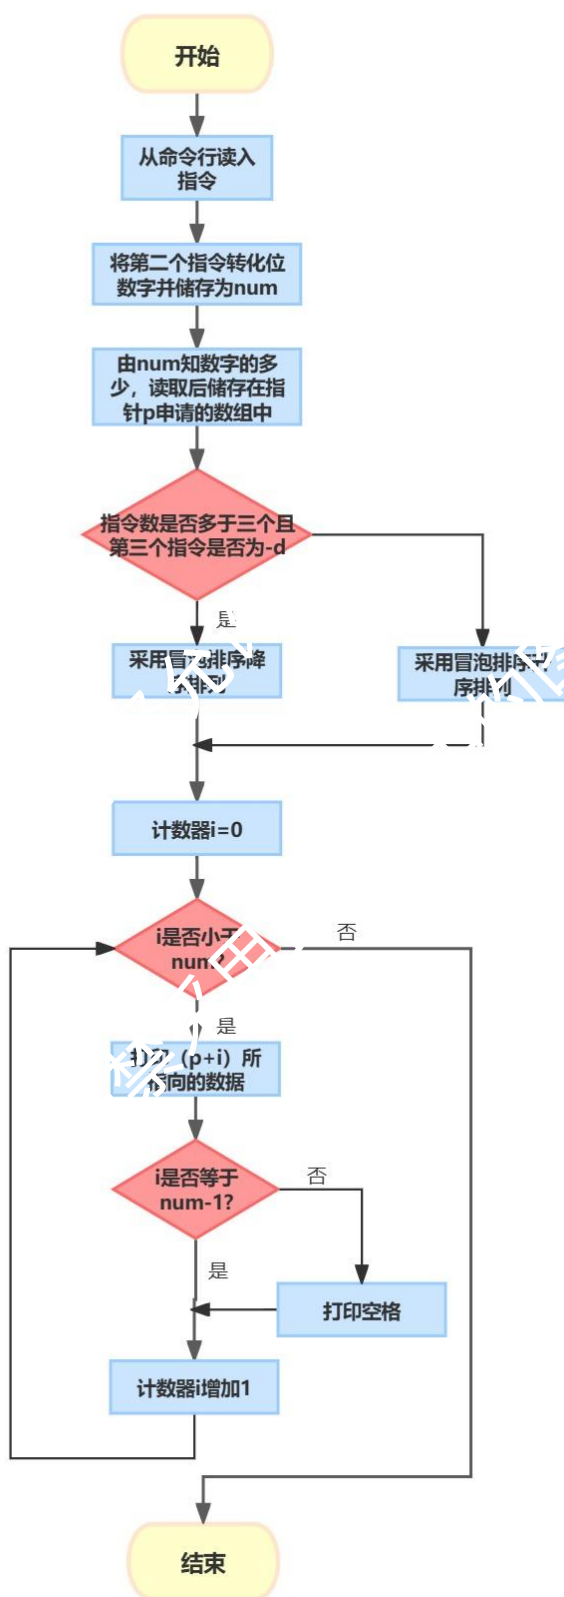 开始
从命令行读入
指令
将第二个指令转化位
数字并储存为num
由num知数字的多
少，读取后储存在指
针p申请的数组中
指令数是否多于三个且
第三个指令是否为-d
是
采用冒泡排序降
序排列
采用冒泡排序
序排列
计数器i=0
i是否小于
num?
否
是
打印（p+i）所
指向的数据
i是否等于
num-1?
否
是
打印空格
计数器i增加1
结束